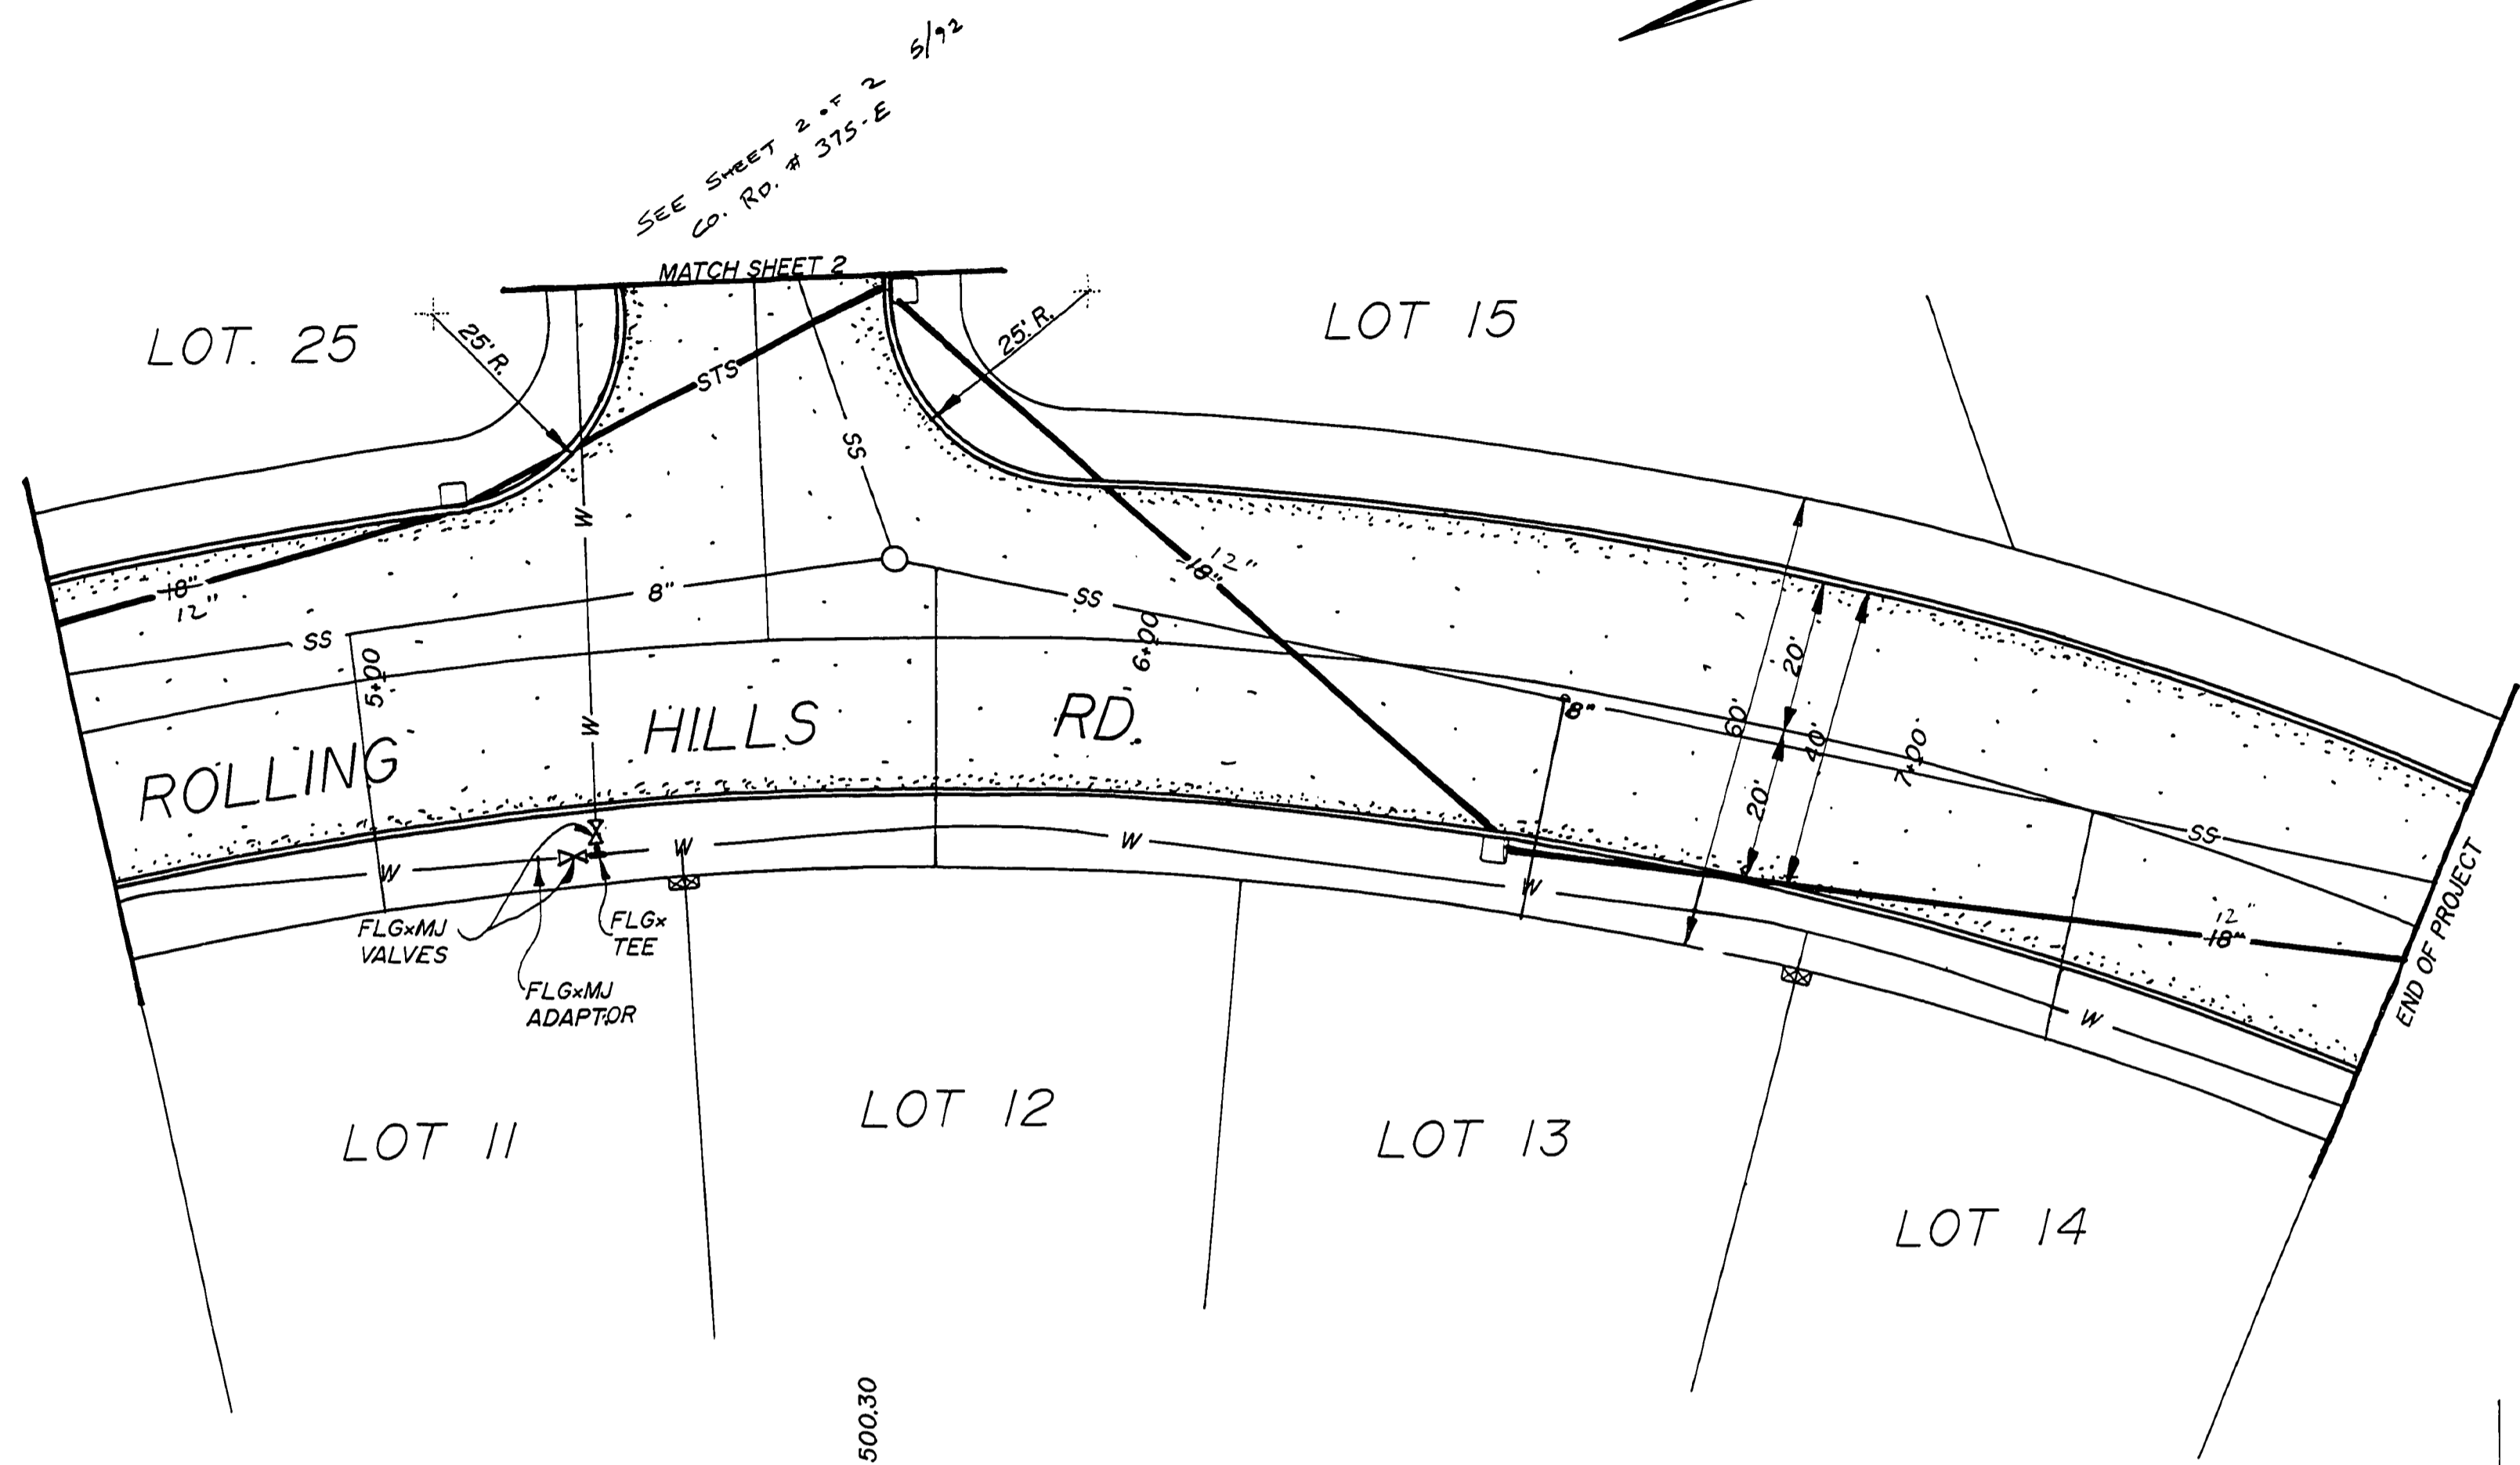 5/92
SEE SHEET 2 OF 2
CO. RD. # 375-E
MATCH SHEET 2
LOT. 25
25' R.
25' R.
LOT 15
STS
SS
W
18"
12"
8"
SS
SS
18"
12"
5+00
6+00
8"
60'
20'
20'
40'
7+00
ROLLING HILLS RD.
W
W
W
W
W
W
SS
12"
18"
END OF PROJECT
FLGxMJ
VALVES
FLGx
TEE
FLGxMJ
ADAPTOR
LOT 11
LOT 12
LOT 13
LOT 14
500.30